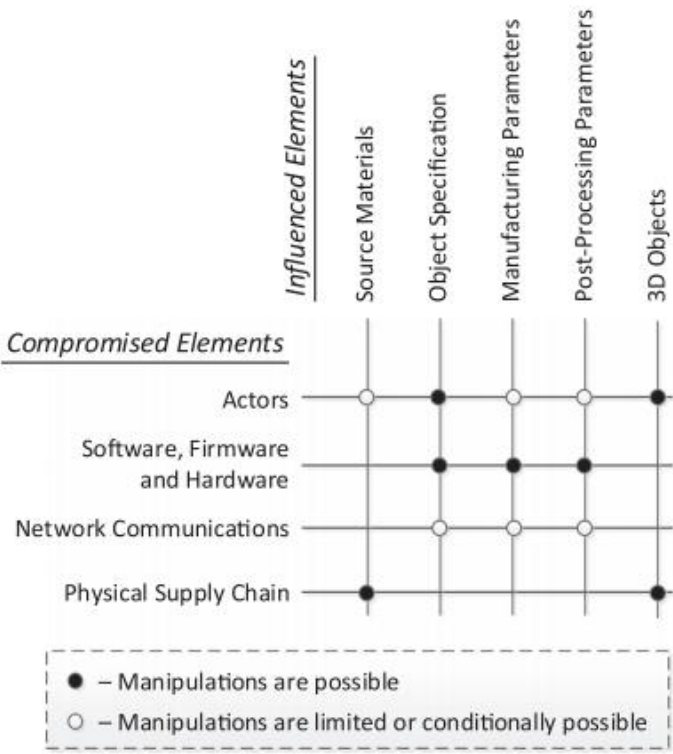 Influenced Elements
Source Materials
Object Specification
Manufacturing Parameters
Post-Processing Parameters
3D Objects
Compromised Elements
Actors
Software, Firmware
and Hardware
Network Communications
Physical Supply Chain
– Manipulations are possible
– Manipulations are limited or conditionally possible